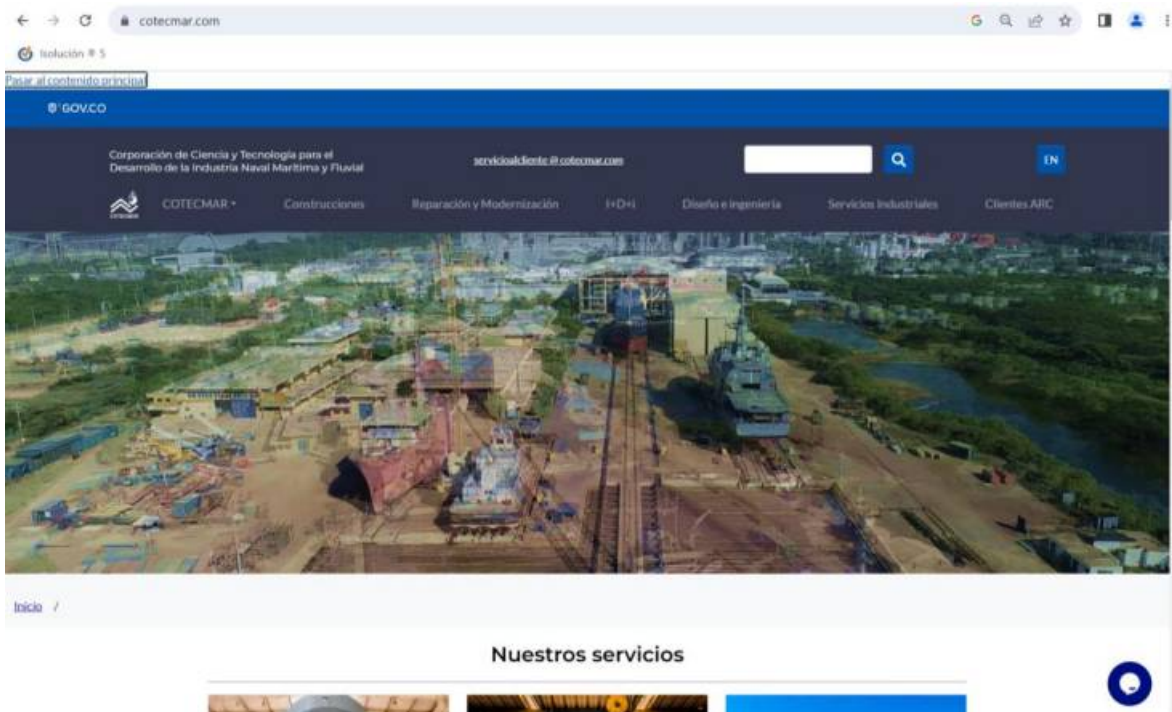 cotecmar.com
Isolución ® 5
Pasar al contenido principal
GOV.CO
Corporación de Ciencia y Tecnología para el
Desarrollo de la Industria Naval Marítima y Fluvial
servicioalcliente@cotecmar.com
EN
COTECMAR
COTECMAR
Construcciones
Reparación y Modernización
I+D+i
Diseño e ingeniería
Servicios Industriales
Clientes ARC
Inicio /
Nuestros servicios